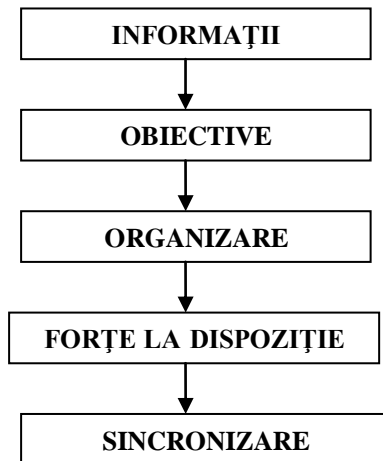 INFORMAŢII
OBIECTIVE
ORGANIZARE
FORŢE LA DISPOZIŢIE
SINCRONIZARE